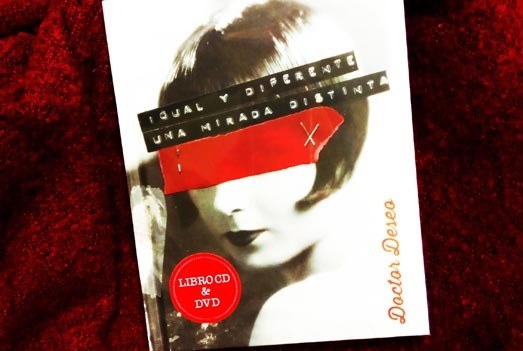 IGUAL Y DIFERENTE
UNA MIRADA DISTINTA
LIBRO CD
&
DVD
Doctor Deseo